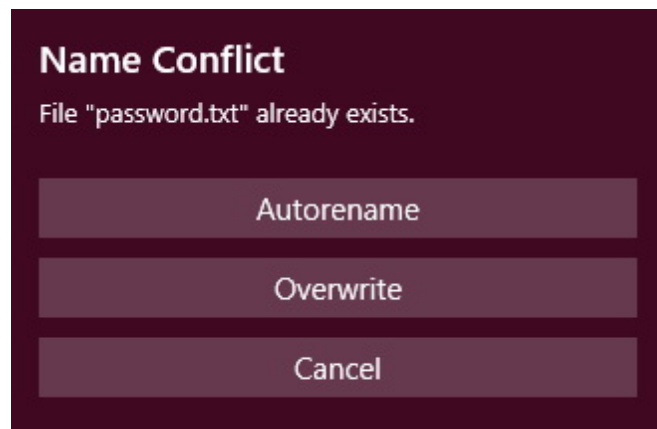 Name Conflict
File "password.txt" already exists.
Autorename
Overwrite
Cancel